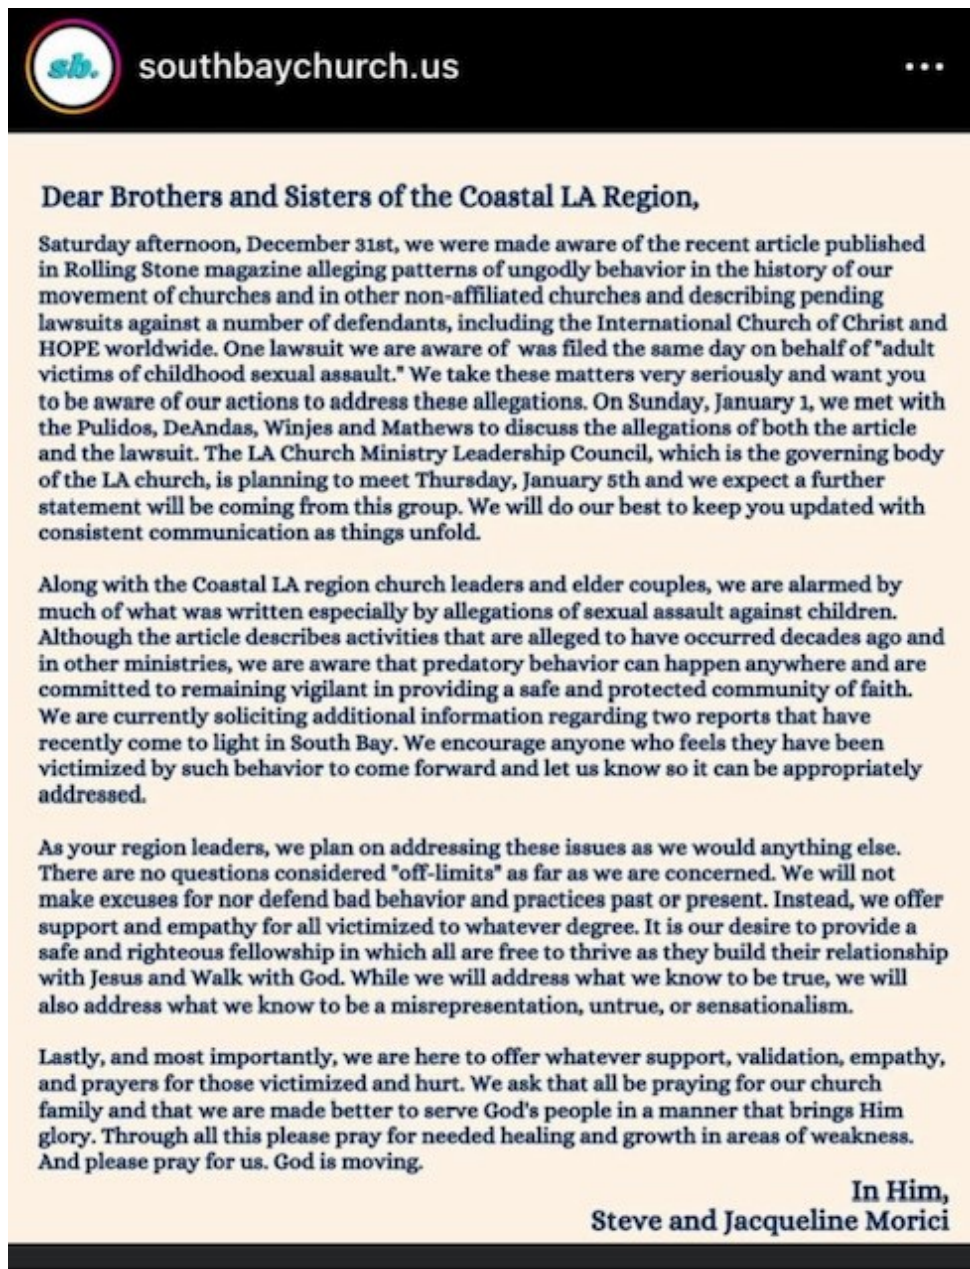 sb.
southbaychurch.us
Dear Brothers and Sisters of the Coastal LA Region,
Saturday afternoon, December 31st, we were made aware of the recent article published
in Rolling Stone magazine alleging patterns of ungodly behavior in the history of our
movement of churches and in other non-affiliated churches and describing pending
lawsuits against a number of defendants, including the International Church of Christ and
HOPE worldwide. One lawsuit we are aware of was filed the same day on behalf of "adult
victims of childhood sexual assault." We take these matters very seriously and want you
to be aware of our actions to address these allegations. On Sunday, January 1, we met with
the Pulidos, DeAndas, Winjes and Mathews to discuss the allegations of both the article
and the lawsuit. The LA Church Ministry Leadership Council, which is the governing body
of the LA church, is planning to meet Thursday, January 5th and we expect a further
statement will be coming from this group. We will do our best to keep you updated with
consistent communication as things unfold.
Along with the Coastal LA region church leaders and elder couples, we are alarmed by
much of what was written especially by allegations of sexual assault against children.
Although the article describes activities that are alleged to have occurred decades ago and
in other ministries, we are aware that predatory behavior can happen anywhere and are
committed to remaining vigilant in providing a safe and protected community of faith.
We are currently soliciting additional information regarding two reports that have
recently come to light in South Bay. We encourage anyone who feels they have been
victimized by such behavior to come forward and let us know so it can be appropriately
addressed.
As your region leaders, we plan on addressing these issues as we would anything else.
There are no questions considered "off-limits" as far as we are concerned. We will not
make excuses for nor defend bad behavior and practices past or present. Instead, we offer
support and empathy for all victimized to whatever degree. It is our desire to provide a
safe and righteous fellowship in which all are free to thrive as they build their relationship
with Jesus and Walk with God. While we will address what we know to be true, we will
also address what we know to be a misrepresentation, untrue, or sensationalism.
Lastly, and most importantly, we are here to offer whatever support, validation, empathy,
and prayers for those victimized and hurt. We ask that all be praying for our church
family and that we are made better to serve God's people in a manner that brings Him
glory. Through all this please pray for needed healing and growth in areas of weakness.
And please pray for us. God is moving.
In Him,
Steve and Jacqueline Morici